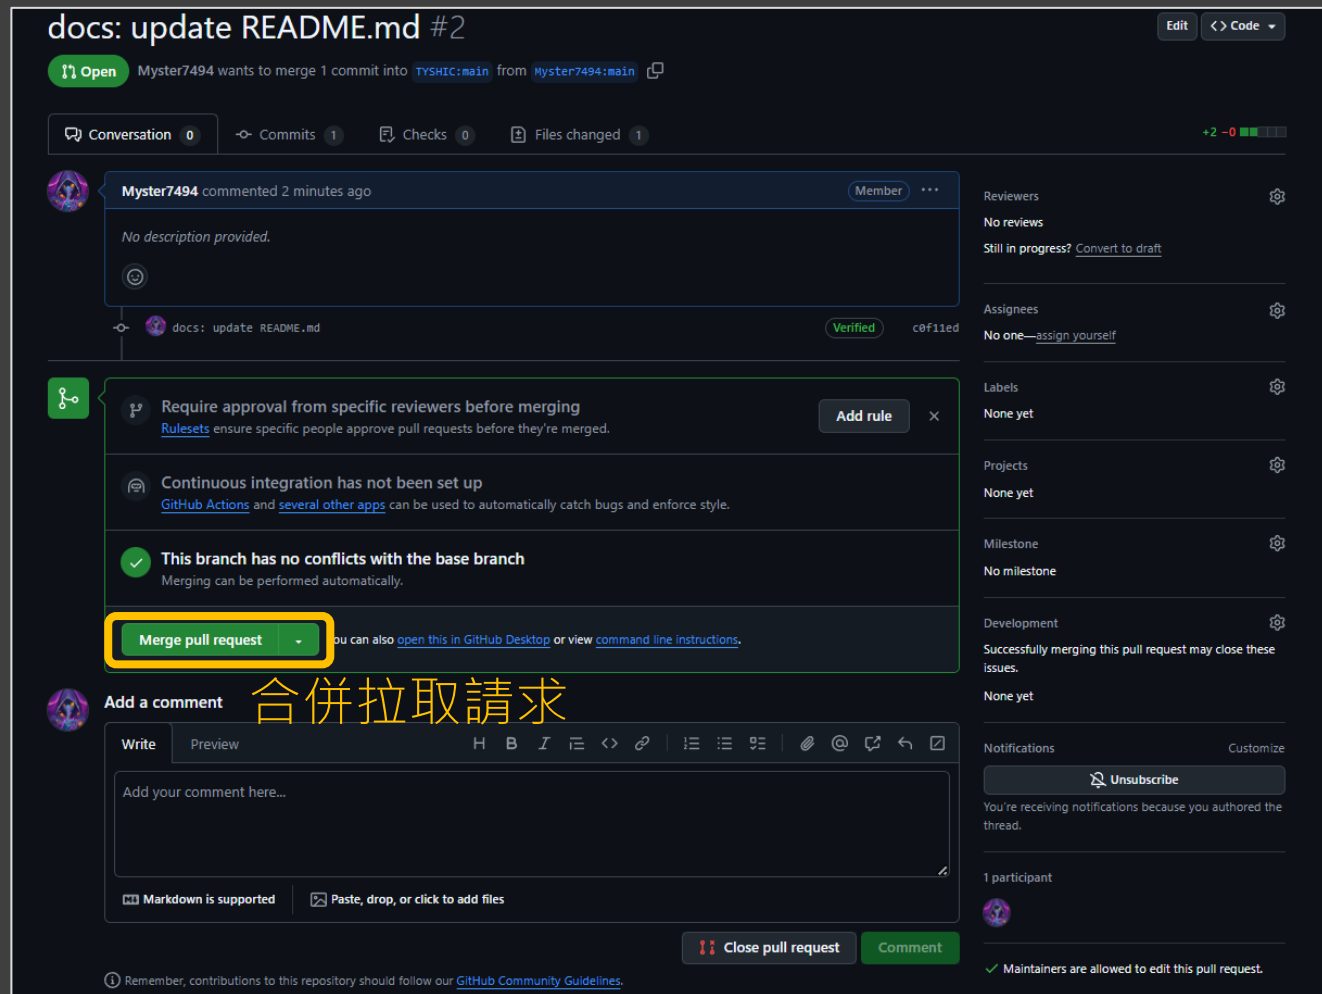 docs: update README.md #2
Edit
<> Code
Open
Myster7494 wants to merge 1 commit into TYSHIC:main from Myster7494:main
Conversation 0
Commits 1
Checks 0
Files changed 1
+2 −0
Myster7494 commented 2 minutes ago
Member
No description provided.
docs: update README.md
Verified
c0f11ed
Require approval from specific reviewers before merging
Rulesets ensure specific people approve pull requests before they're merged.
Add rule
Continuous integration has not been set up
GitHub Actions and several other apps can be used to automatically catch bugs and enforce style.
This branch has no conflicts with the base branch
Merging can be performed automatically.
Merge pull request
ou can also open this in GitHub Desktop or view command line instructions.
合併拉取請求
Add a comment
Write
Preview
Add your comment here...
Markdown is supported
Paste, drop, or click to add files
Close pull request
Comment
Remember, contributions to this repository should follow our GitHub Community Guidelines.
Reviewers
No reviews
Still in progress? Convert to draft
Assignees
No one—assign yourself
Labels
None yet
Projects
None yet
Milestone
No milestone
Development
Successfully merging this pull request may close these
issues.
None yet
Notifications
Customize
Unsubscribe
You're receiving notifications because you authored the
thread.
1 participant
Maintainers are allowed to edit this pull request.